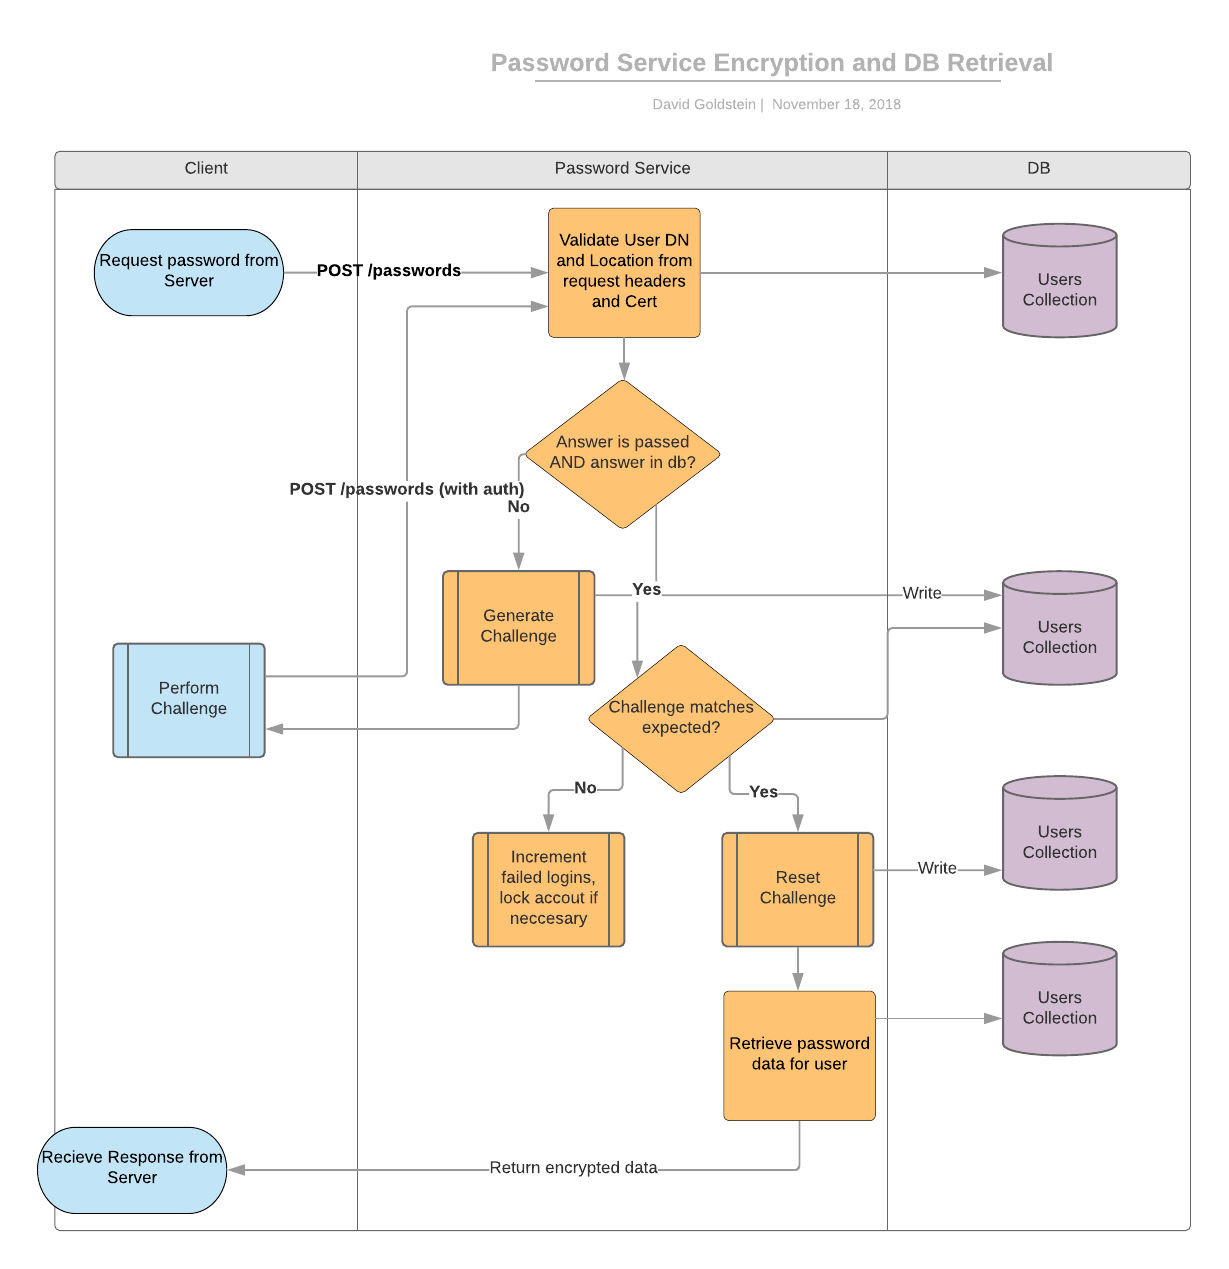 Password Service Encryption and DB Retrieval
David Goldstein | November 18, 2018
Client
Password Service
DB
Request password from
Server
POST /passwords
Validate User DN
and Location from
request headers
and Cert
Users
Collection
Answer is passed
AND answer in db?
POST /passwords (with auth)
No
Yes
Generate
Challenge
Write
Users
Collection
Perform
Challenge
Challenge matches
expected?
No
Yes
Increment
failed logins,
lock accout if
neccesary
Reset
Challenge
Write
Users
Collection
Retrieve password
data for user
Users
Collection
Recieve Response from
Server
Return encrypted data